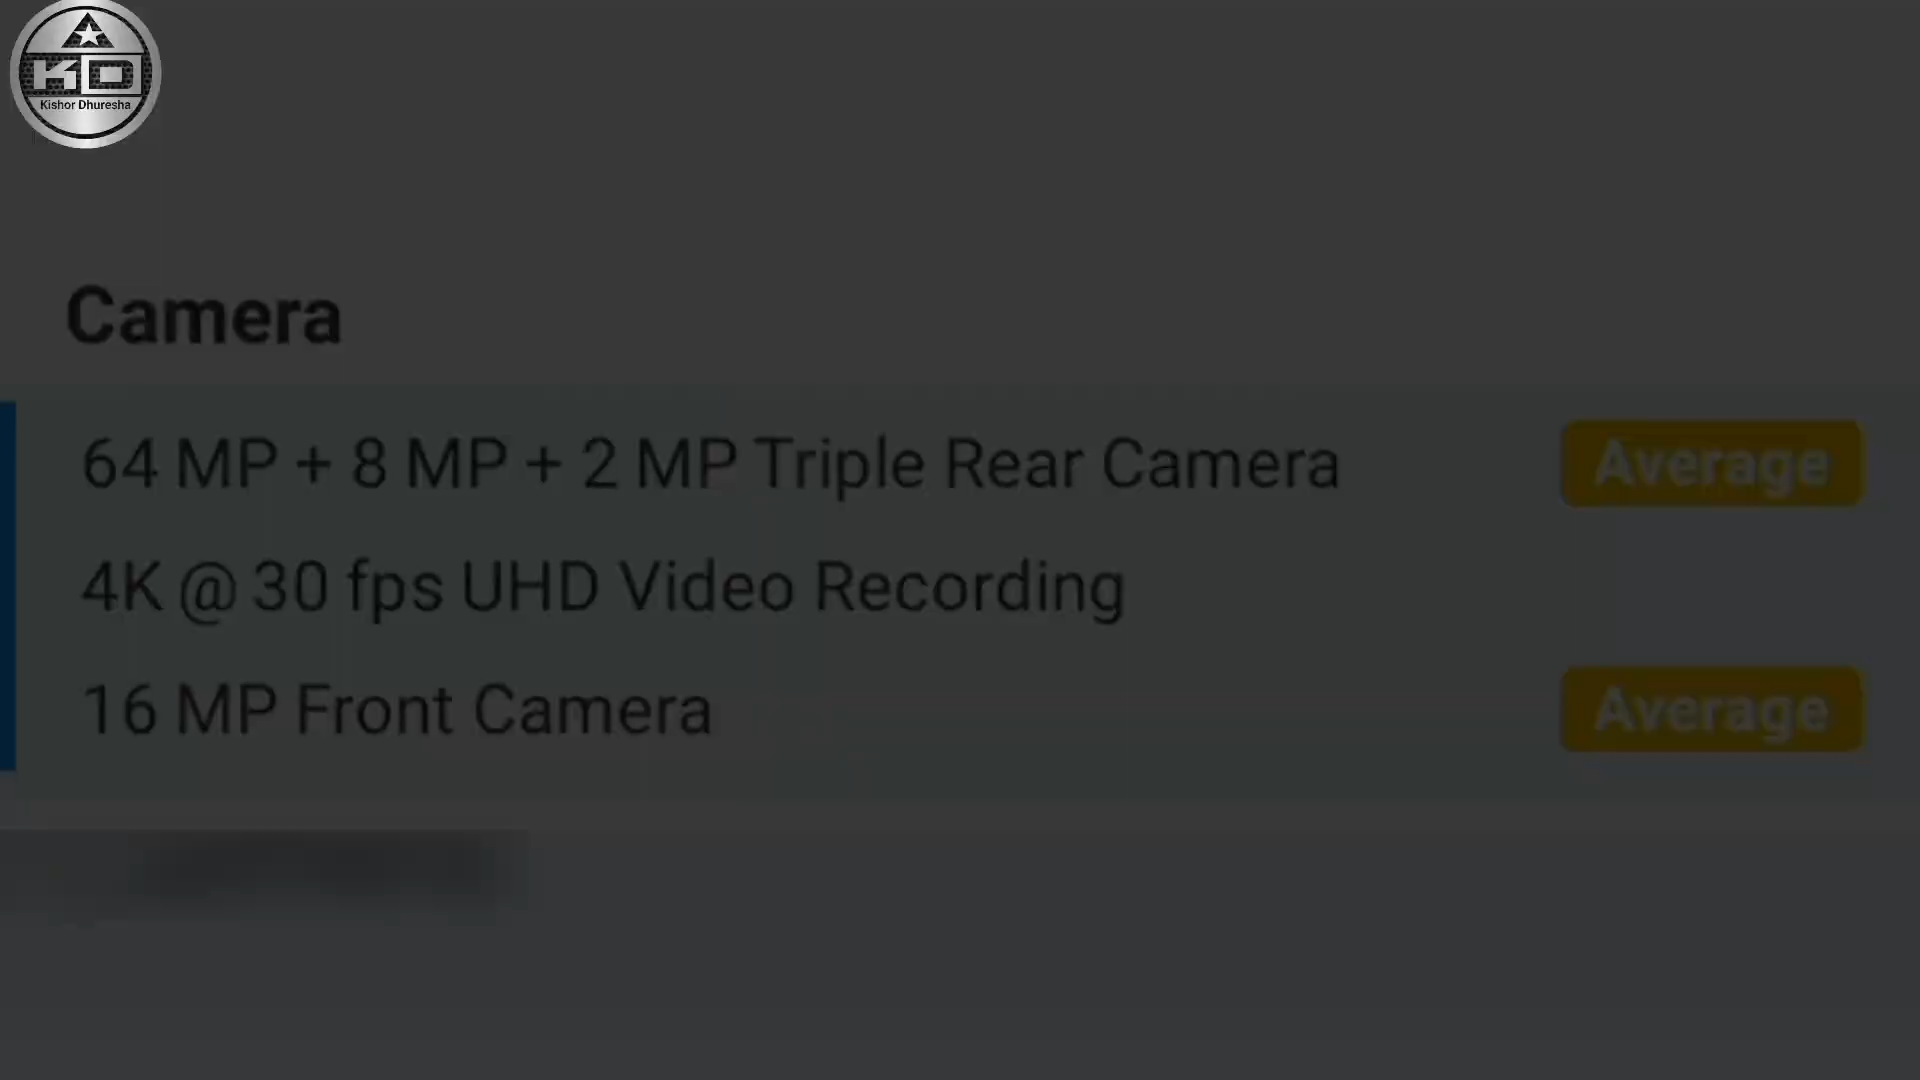 KD
Kishor Dhuresha
Camera
64 MP + 8 MP + 2 MP Triple Rear Camera
Average
4K @ 30 fps UHD Video Recording
16 MP Front Camera
Average